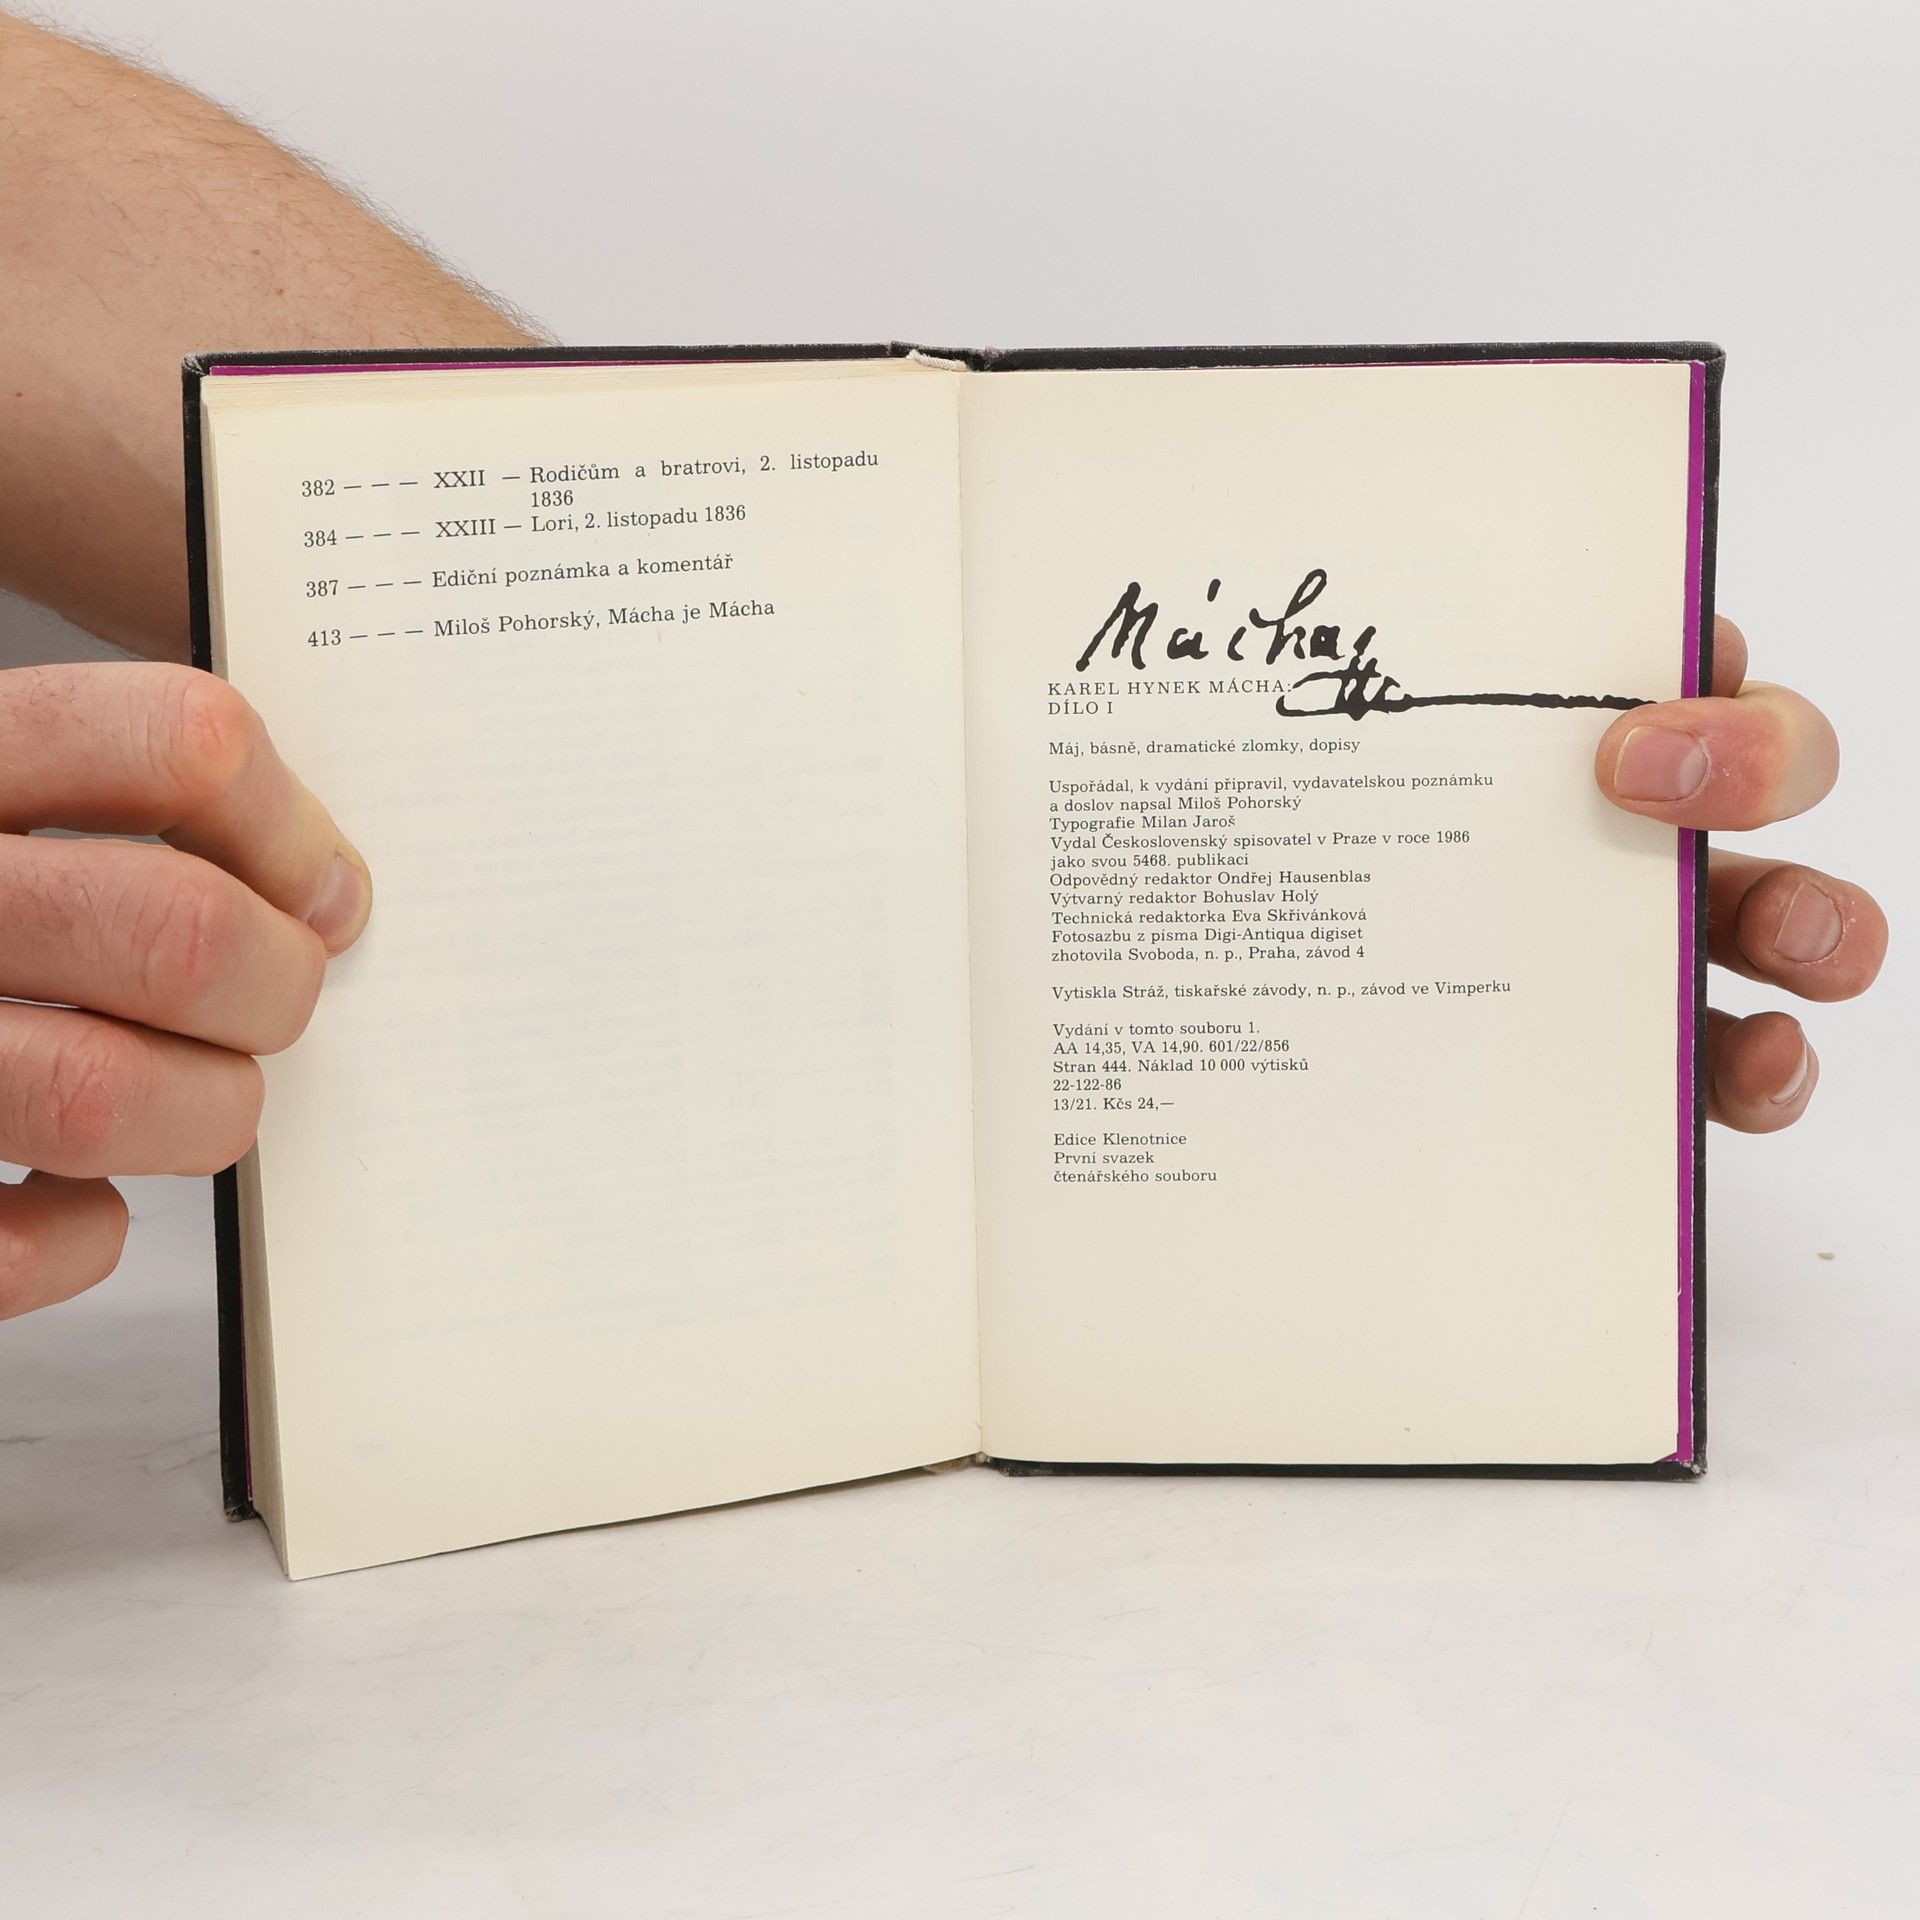 382 — — — XXII — Rodičům a bratrovi, 2. listopadu
1836
384 — — — XXIII — Lori, 2. listopadu 1836
387 — — — Ediční poznámka a komentář
413 — — — Miloš Pohorský, Mácha je Mácha
Mácha
KAREL HYNEK MÁCHA:
DÍLO I
Máj, básně, dramatické zlomky, dopisy
Uspořádal, k vydání připravil, vydavatelskou poznámku
a doslov napsal Miloš Pohorský
Typografie Milan Jaroš
Vydal Československý spisovatel v Praze v roce 1986
jako svou 5468. publikaci
Odpovědný redaktor Ondřej Hausenblas
Výtvarný redaktor Bohuslav Holý
Technická redaktorka Eva Skřivánková
Fotosazbu z písma Digi-Antiqua digiset
zhotovila Svoboda, n. p., Praha, závod 4
Vytiskla Stráž, tiskařské závody, n. p., závod ve Vimperku
Vydání v tomto souboru 1.
AA 14,35, VA 14,90. 601/22/856
Stran 444. Náklad 10 000 výtisků
22-122-86
13/21. Kčs 24,—
Edice Klenotnice
První svazek
čtenářského souboru